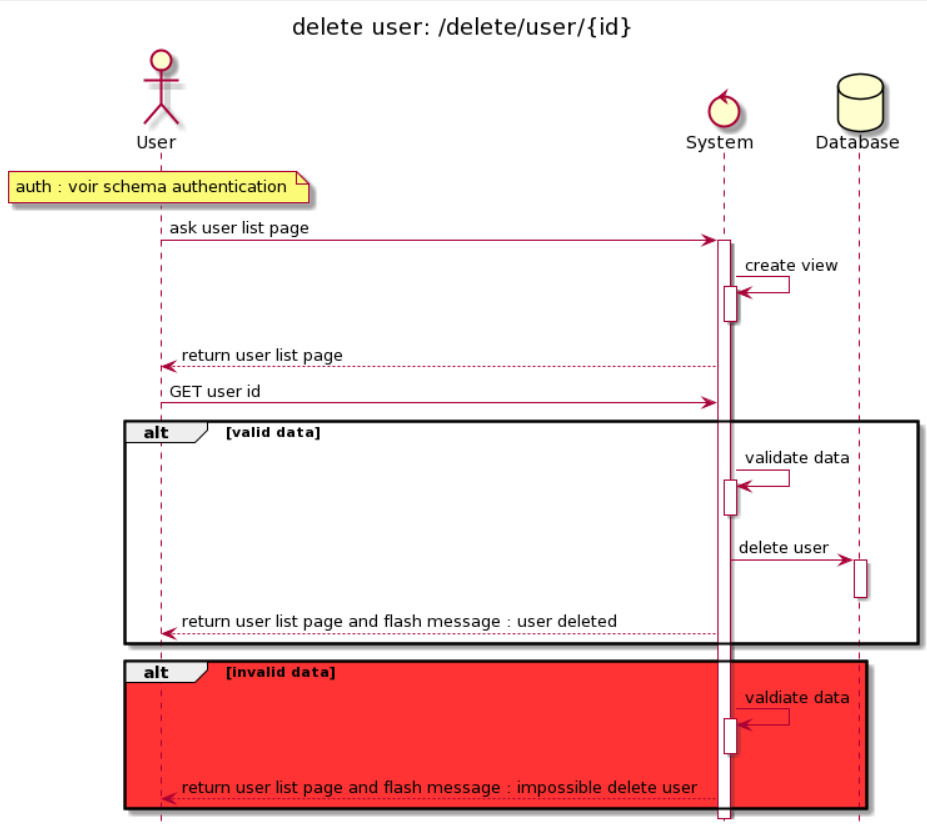 delete user: /delete/user/{id}
User
System
Database
auth : voir schema authentication
ask user list page
create view
return user list page
GET user id
alt [valid data]
validate data
delete user
return user list page and flash message : user deleted
alt [invalid data]
valdiate data
return user list page and flash message : impossible delete user